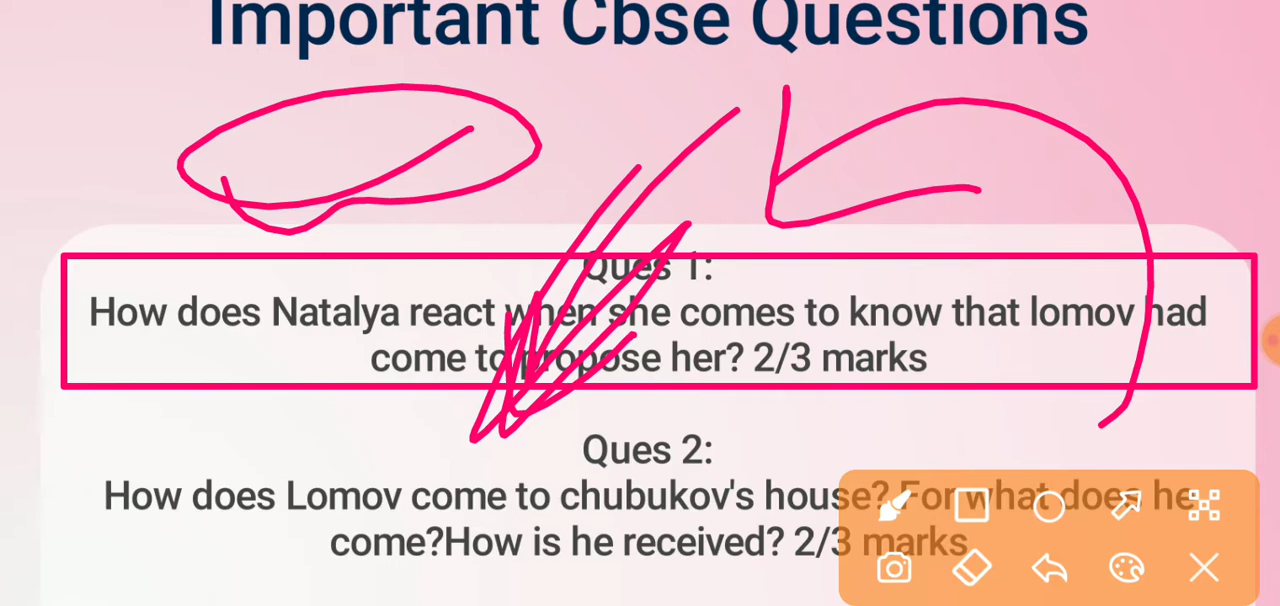 Important Cbse Questions
Ques 1:
How does Natalya react when she comes to know that lomov had
come to propose her? 2/3 marks
Ques 2:
How does Lomov come to chubukov's house? For what does he
come?How is he received? 2/3 marks